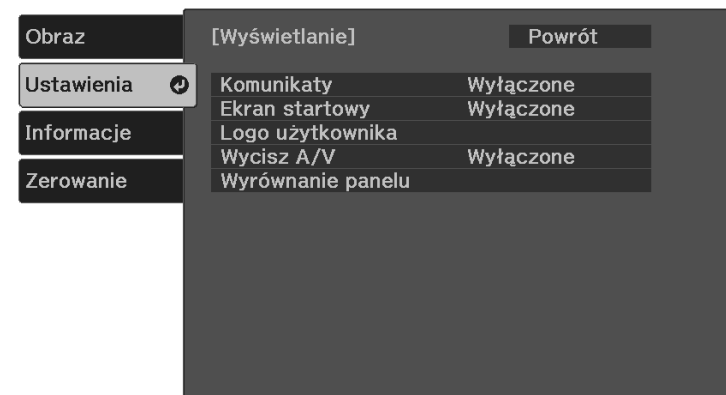 Obraz
Ustawienia
Informacje
Zerowanie
[Wyświetlanie] Powrót
Komunikaty Wyłączone
Ekran startowy Wyłączone
Logo użytkownika
Wycisz A/V Wyłączone
Wyrównanie panelu